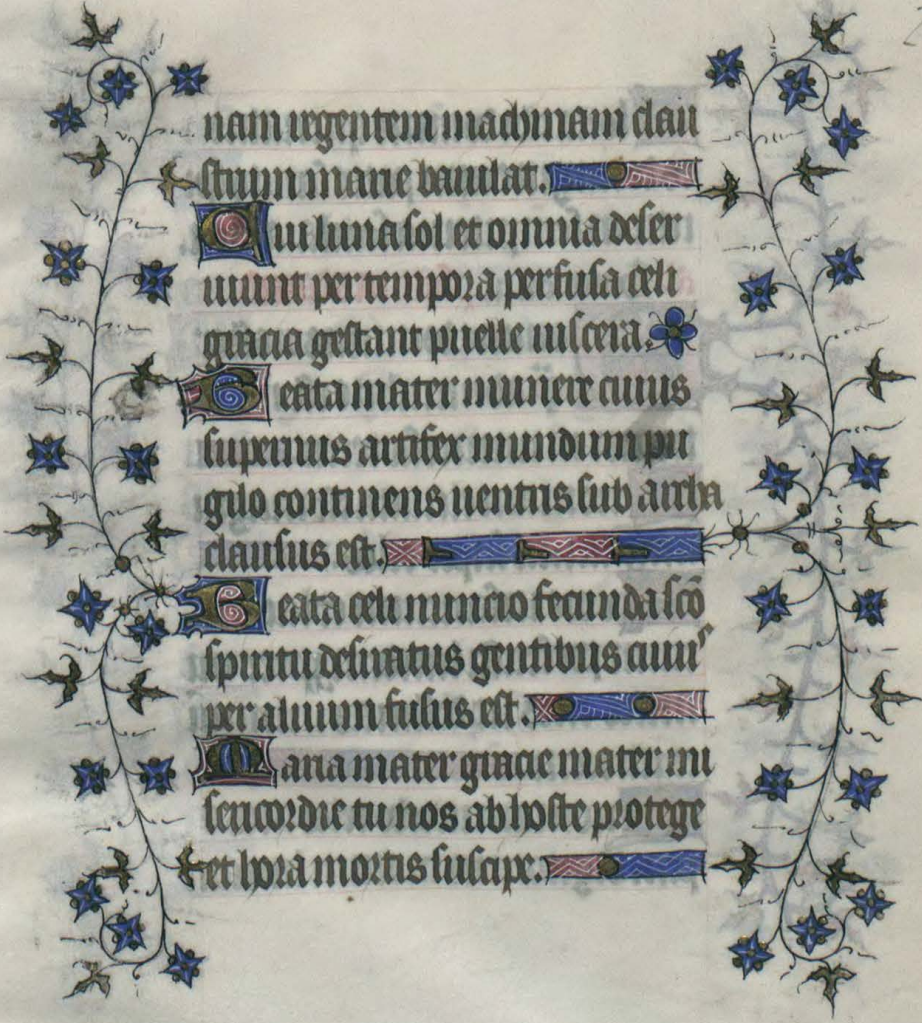 nam regentem machinam clau
strum marie baiulat.
Cui luna sol et omnia deser
uiunt per tempora perfusa celi
gracia gestant puelle uiscera.
Beata mater munere cuius
supernus artifex mundum pu
gilo continens uentris sub archa
clausus est.
Beata celi nuncio fecunda sco
spiritu desiratus gentibus cuius
per aluum fusus est.
Maria mater gracie mater mi
sericordie tu nos ab hoste protege
et hora mortis suscipe.